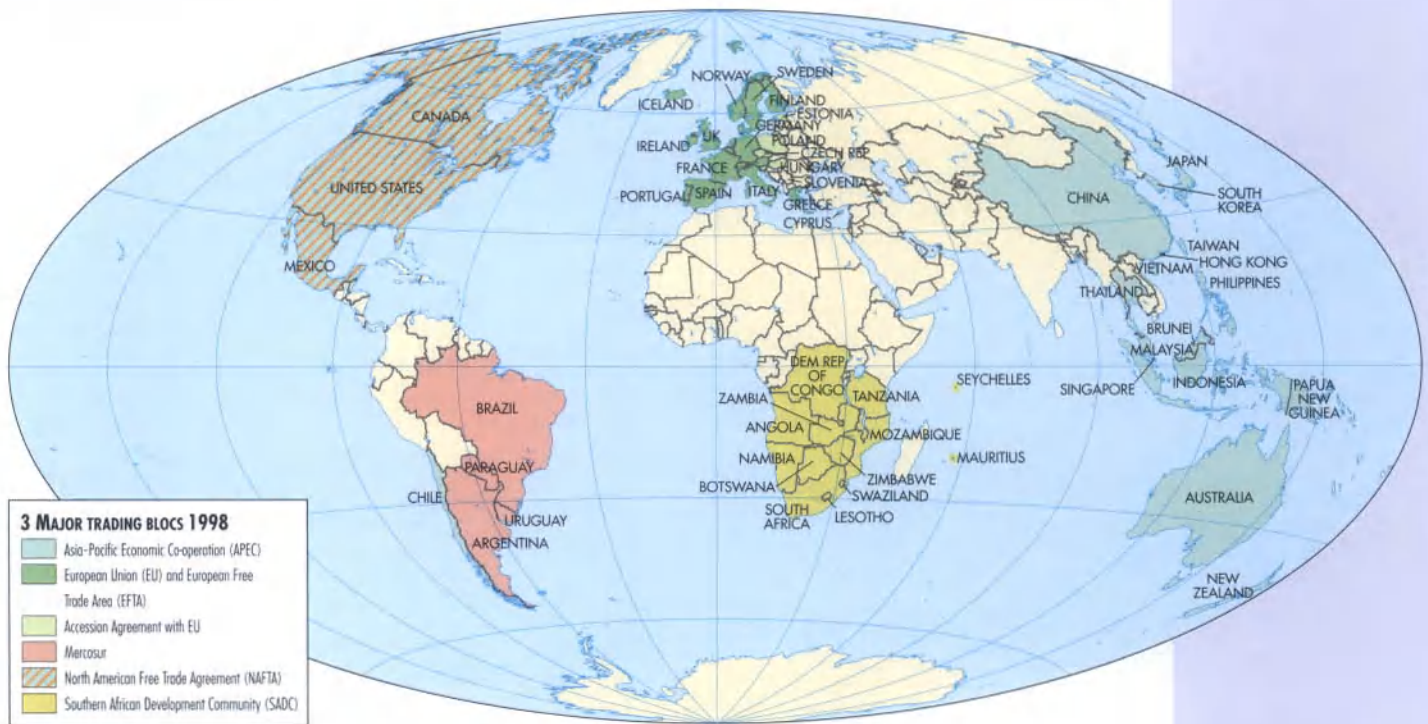 NORWAY
SWEDEN
ICELAND
FINLAND
ESTONIA
GERMANY
IRELAND
UK
POLAND
CZECH REP
FRANCE
HUNGARY
SLOVENIA
PORTUGAL
SPAIN
ITALY
GREECE
CYPRUS
CANADA
UNITED STATES
MEXICO
JAPAN
CHINA
SOUTH
KOREA
TAIWAN
HONG KONG
VIETNAM
PHILIPPINES
THAILAND
BRUNEI
MALAYSIA
SINGAPORE
INDONESIA
PAPUA
NEW
GUINEA
DEM REP
OF
CONGO
SEYCHELLES
ZAMBIA
TANZANIA
ANGOLA
MOZAMBIQUE
NAMIBIA
MAURITIUS
BOTSWANA
ZIMBABWE
SWAZILAND
SOUTH
AFRICA
LESOTHO
BRAZIL
PARAGUAY
CHILE
URUGUAY
ARGENTINA
AUSTRALIA
NEW
ZEALAND
3 MAJOR TRADING BLOCS 1998
Asia-Pacific Economic Co-operation (APEC)
European Union (EU) and European Free
Trade Area (EFTA)
Accession Agreement with EU
Mercosur
North American Free Trade Agreement (NAFTA)
Southern African Development Community (SADC)